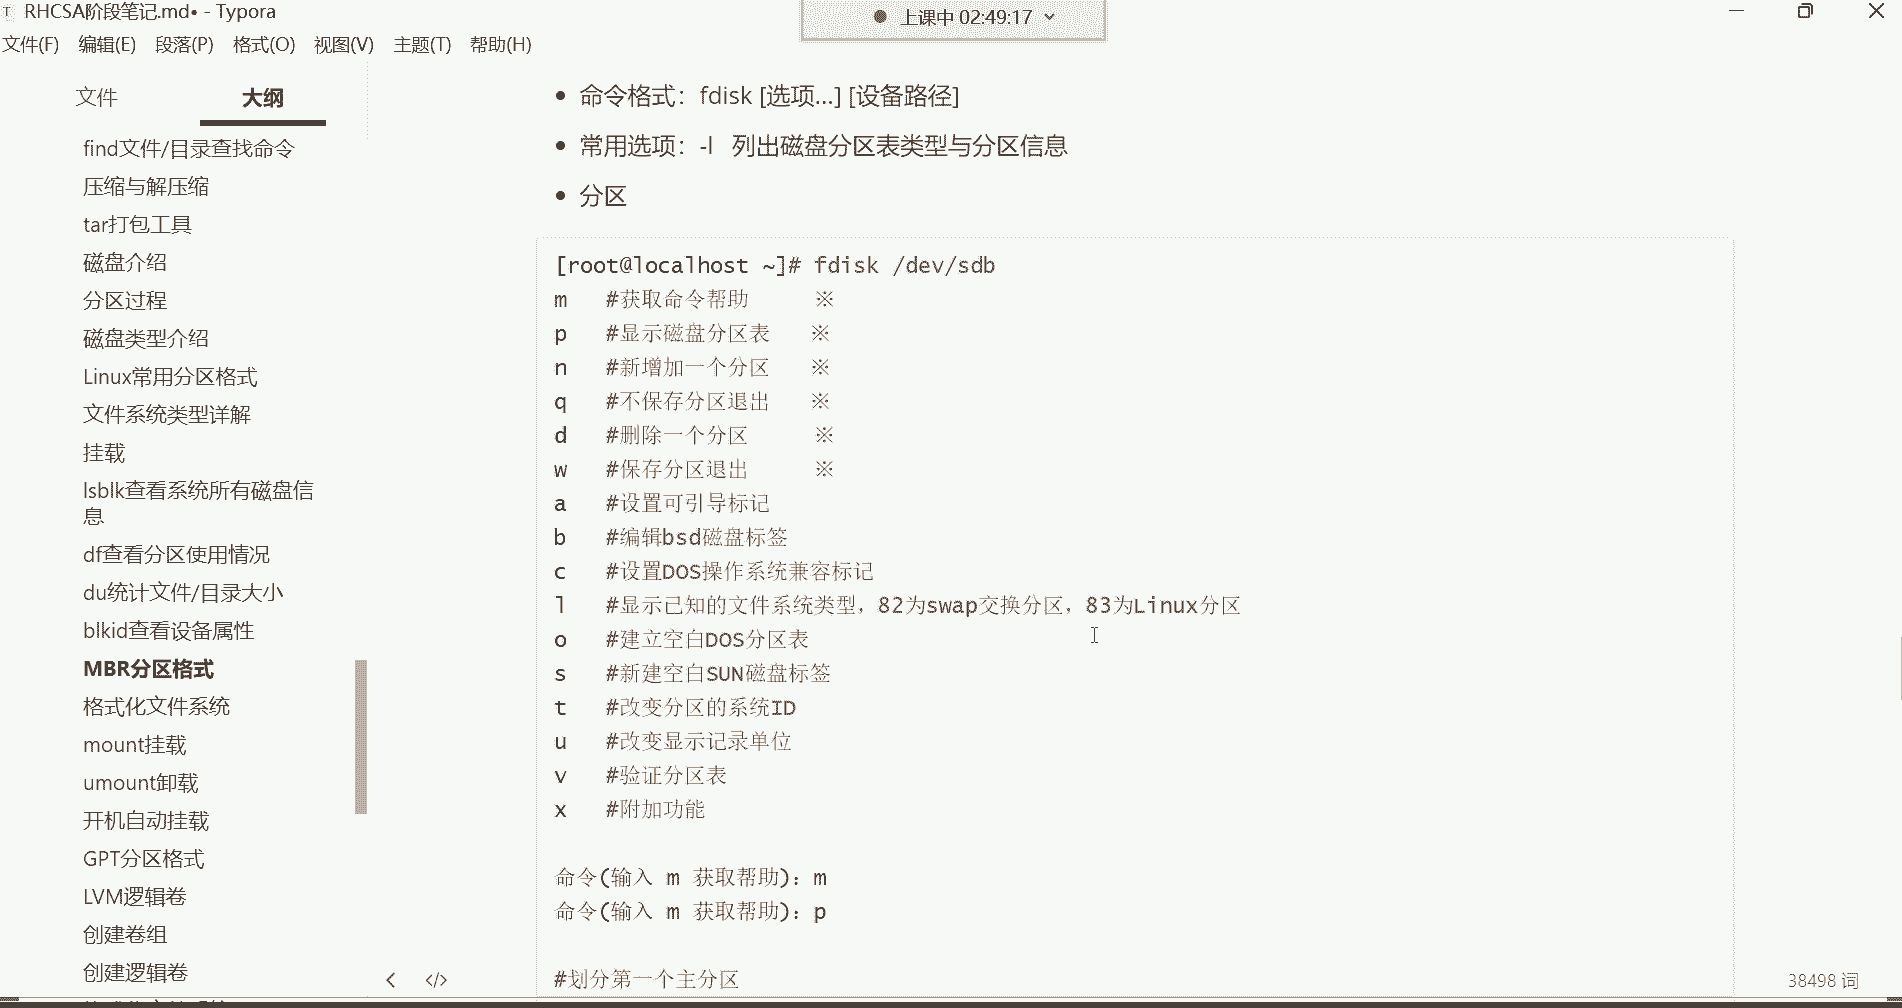 RHCSA阶段笔记.md• - Typora
上课中 02:49:17
文件(F) 编辑(E) 段落(P) 格式(O) 视图(V) 主题(T) 帮助(H)
文件 大纲
find文件/目录查找命令
压缩与解压缩
tar打包工具
磁盘介绍
分区过程
磁盘类型介绍
Linux常用分区格式
文件系统类型详解
挂载
lsblk查看系统所有磁盘信
息
df查看分区使用情况
du统计文件/目录大小
blkid查看设备属性
MBR分区格式
格式化文件系统
mount挂载
umount卸载
开机自动挂载
GPT分区格式
LVM逻辑卷
创建卷组
创建逻辑卷
• 命令格式：fdisk [选项...] [设备路径]
• 常用选项：-l 列出磁盘分区表类型与分区信息
• 分区
[root@localhost ~]# fdisk /dev/sdb
m #获取命令帮助 ※
p #显示磁盘分区表 ※
n #新增加一个分区 ※
q #不保存分区退出 ※
d #删除一个分区 ※
w #保存分区退出 ※
a #设置可引导标记
b #编辑bsd磁盘标签
c #设置DOS操作系统兼容标记
l #显示已知的文件系统类型，82为swap交换分区，83为Linux分区
o #建立空白DOS分区表
s #新建空白SUN磁盘标签
t #改变分区的系统ID
u #改变显示记录单位
v #验证分区表
x #附加功能
命令(输入 m 获取帮助)：m
命令(输入 m 获取帮助)：p
#划分第一个主分区
38498 词